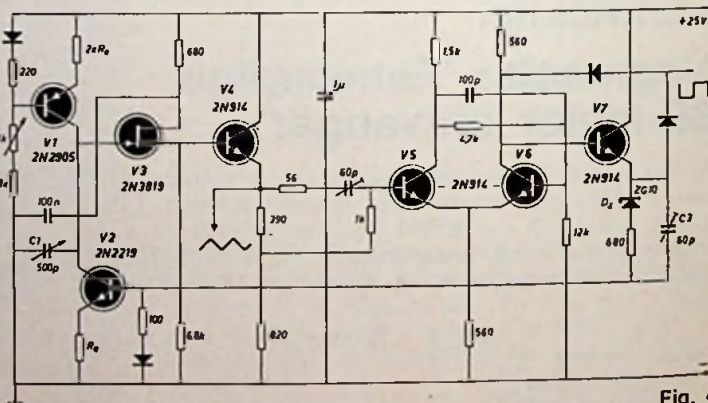 +25V
2xRe
680
560
1,5k
220
V4
2N914
1µ
100p
V7
V1
2N2905
V3
2N3819
4,7k
V5
V6
2N914
2N914
56
60p
ZG10
Dz
100n
390
1k
12k
680
C3
60p
C1
500p
V2
2N2219
100
6,8k
820
560
Re
Fig.